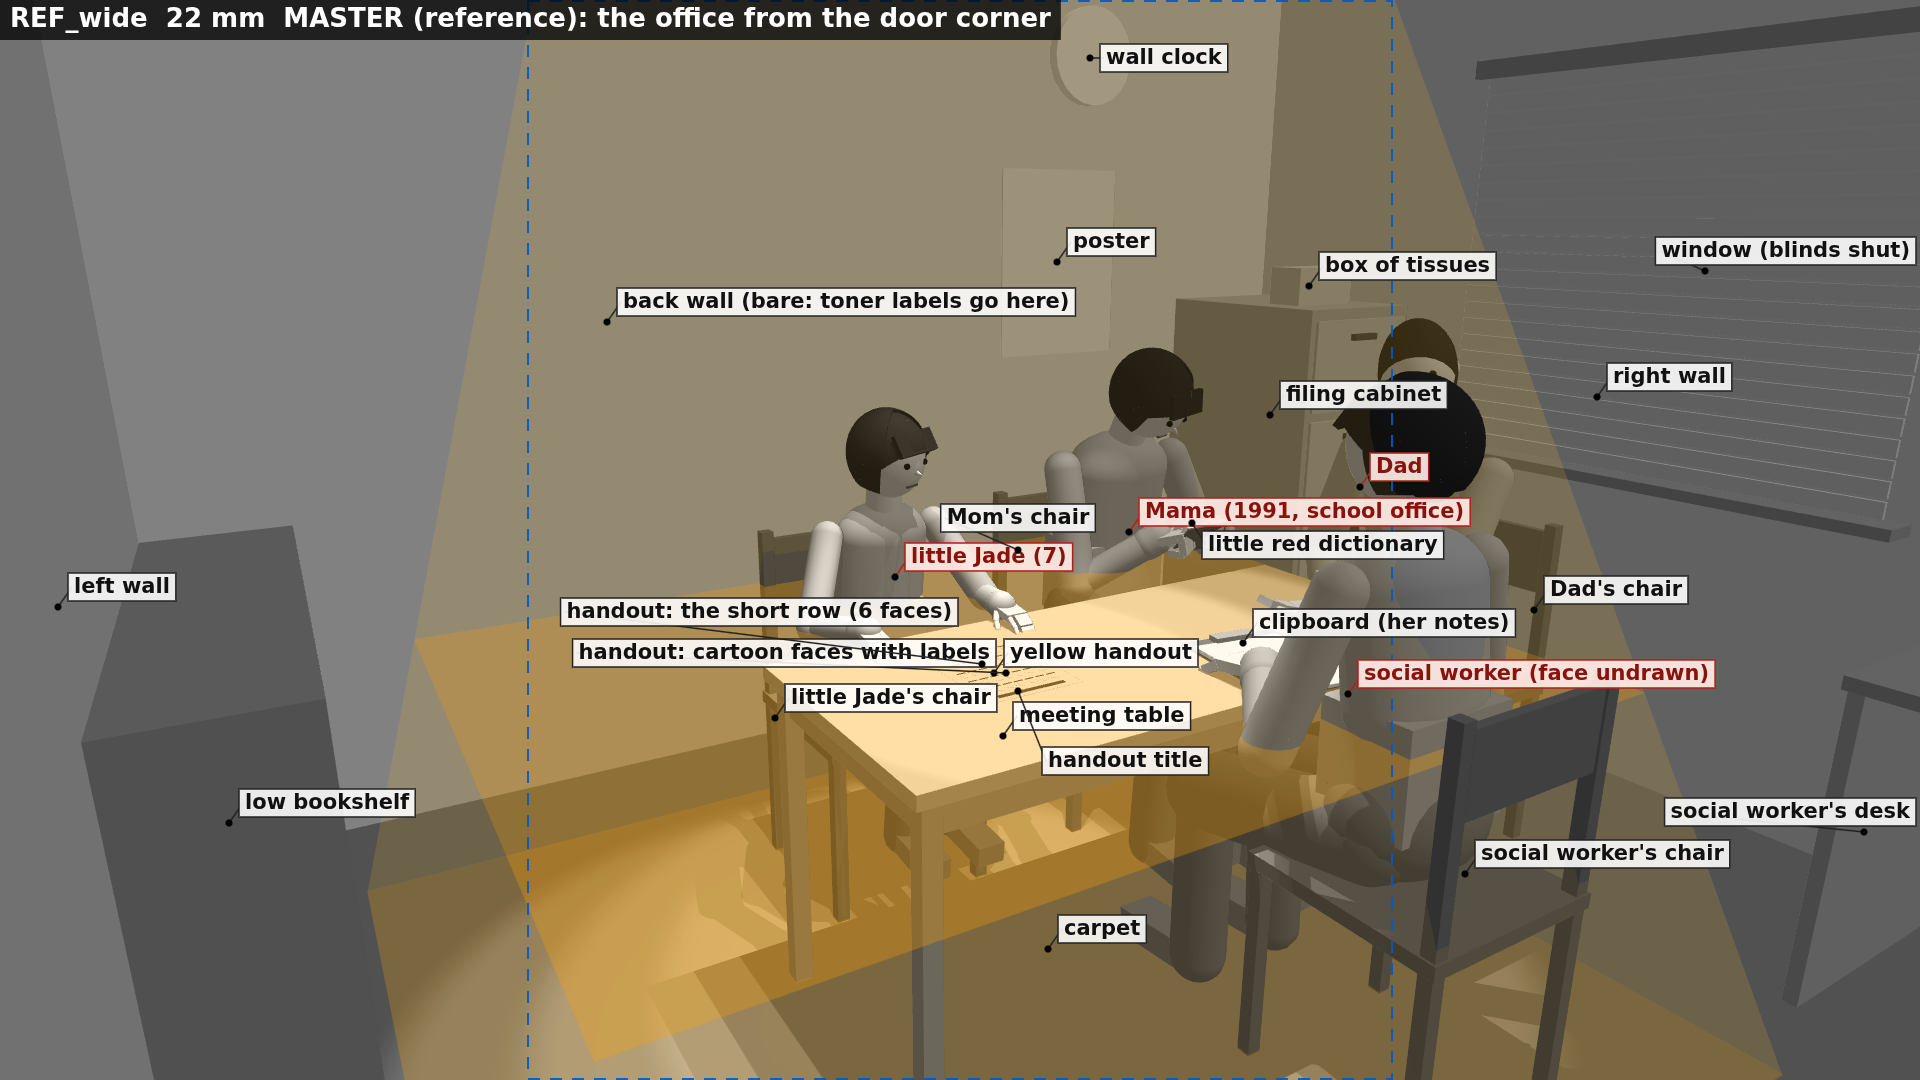 REF_wide 22 mm MASTER (reference): the office from the door corner
wall clock
poster
window (blinds shut)
box of tissues
back wall (bare: toner labels go here)
right wall
filing cabinet
Dad
Mama (1991, school office)
Mom's chair
little red dictionary
little Jade (7)
left wall
Dad's chair
handout: the short row (6 faces)
clipboard (her notes)
handout: cartoon faces with labels
yellow handout
social worker (face undrawn)
little Jade's chair
meeting table
handout title
low bookshelf
social worker's desk
social worker's chair
carpet